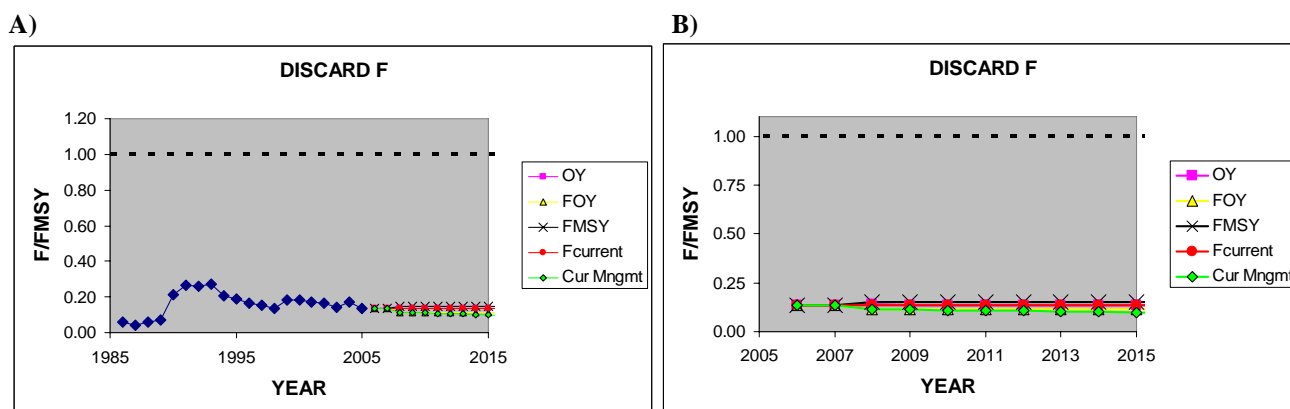 A)
DISCARD F
1.20
1.00
0.80
0.60
0.40
0.20
0.00
F/FMSY
1985 1995 2005 2015
YEAR
OY
FOY
FMSY
Fcurrent
Cur Mngmt
B)
DISCARD F
1.00
0.75
0.50
0.25
0.00
F/FMSY
2005 2007 2009 2011 2013 2015
YEAR
OY
FOY
FMSY
Fcurrent
Cur Mngmt